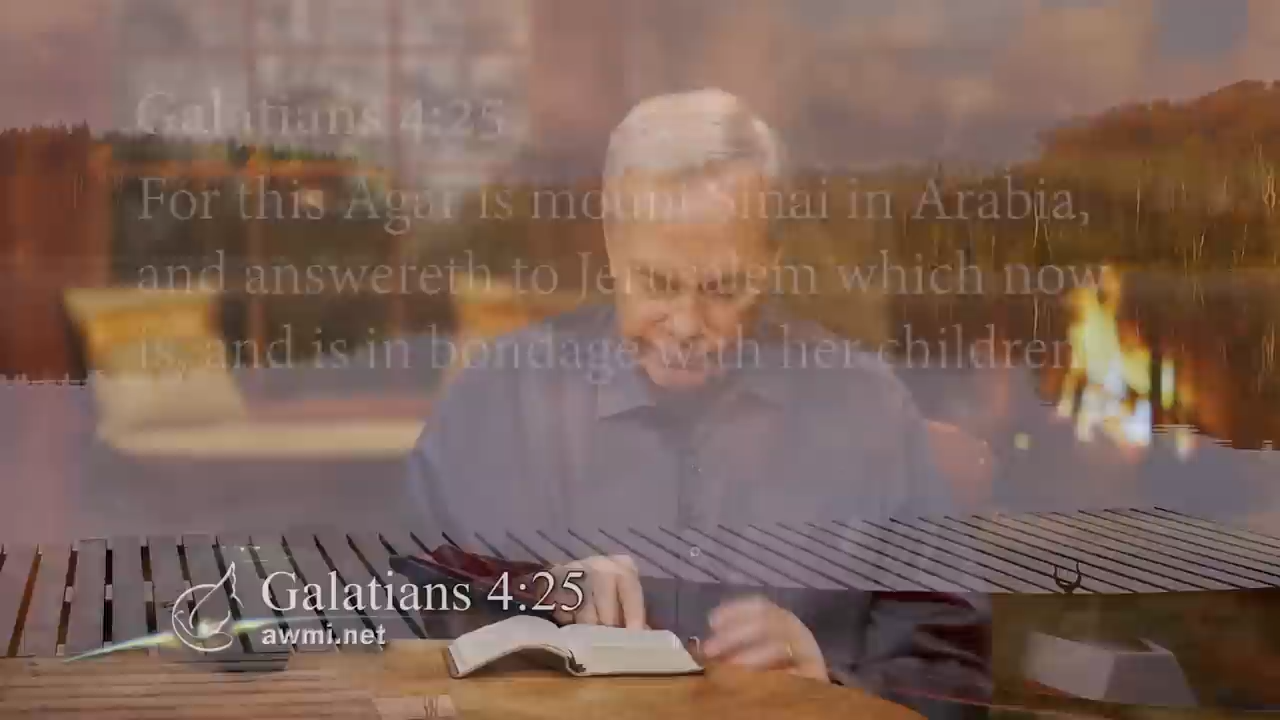 Galatians 4:25
For this Agar is mount Sinai in Arabia,
and answereth to Jerusalem which now
is, and is in bondage with her children.
Galatians 4:25
awmi.net